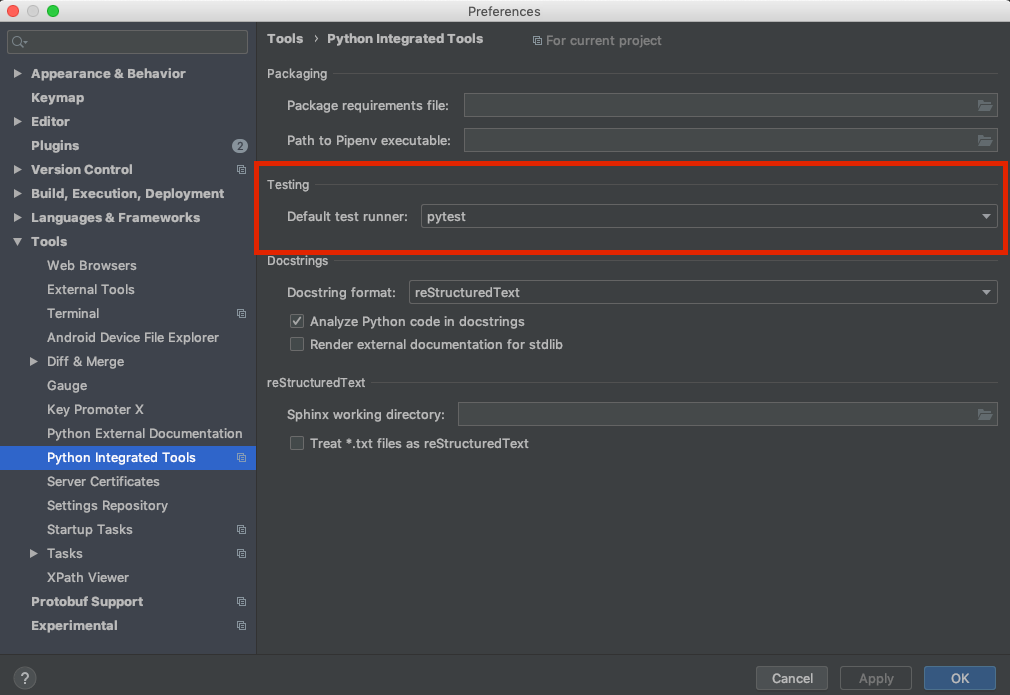 Preferences
Appearance & Behavior
Keymap
Editor
Plugins 2
Version Control
Build, Execution, Deployment
Languages & Frameworks
Tools
Web Browsers
External Tools
Terminal
Android Device File Explorer
Diff & Merge
Gauge
Key Promoter X
Python External Documentation
Python Integrated Tools
Server Certificates
Settings Repository
Startup Tasks
Tasks
XPath Viewer
Protobuf Support
Experimental
Tools › Python Integrated Tools For current project
Packaging
Package requirements file:
Path to Pipenv executable:
Testing
Default test runner: pytest
Docstrings
Docstring format: reStructuredText
Analyze Python code in docstrings
Render external documentation for stdlib
reStructuredText
Sphinx working directory:
Treat *.txt files as reStructuredText
? Cancel Apply OK